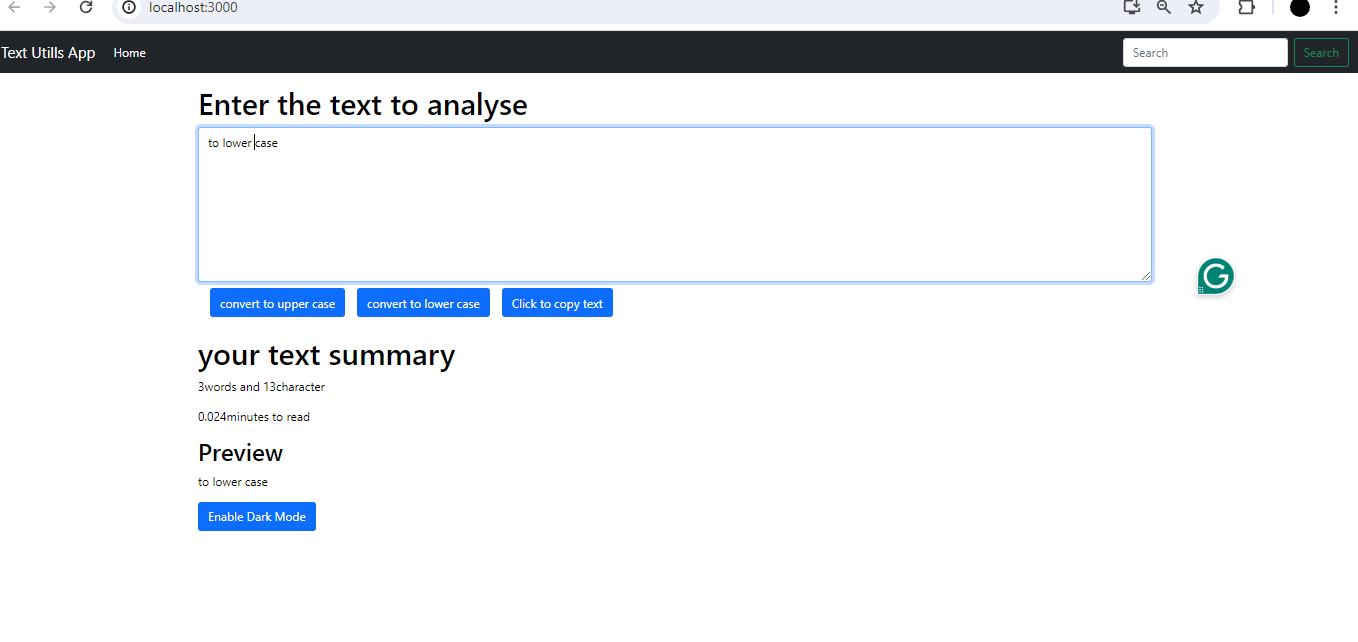 localhost:3000
Text Utills App Home Search Search
Enter the text to analyse
to lower case
convert to upper case convert to lower case Click to copy text
your text summary
3words and 13character
0.024minutes to read
Preview
to lower case
Enable Dark Mode